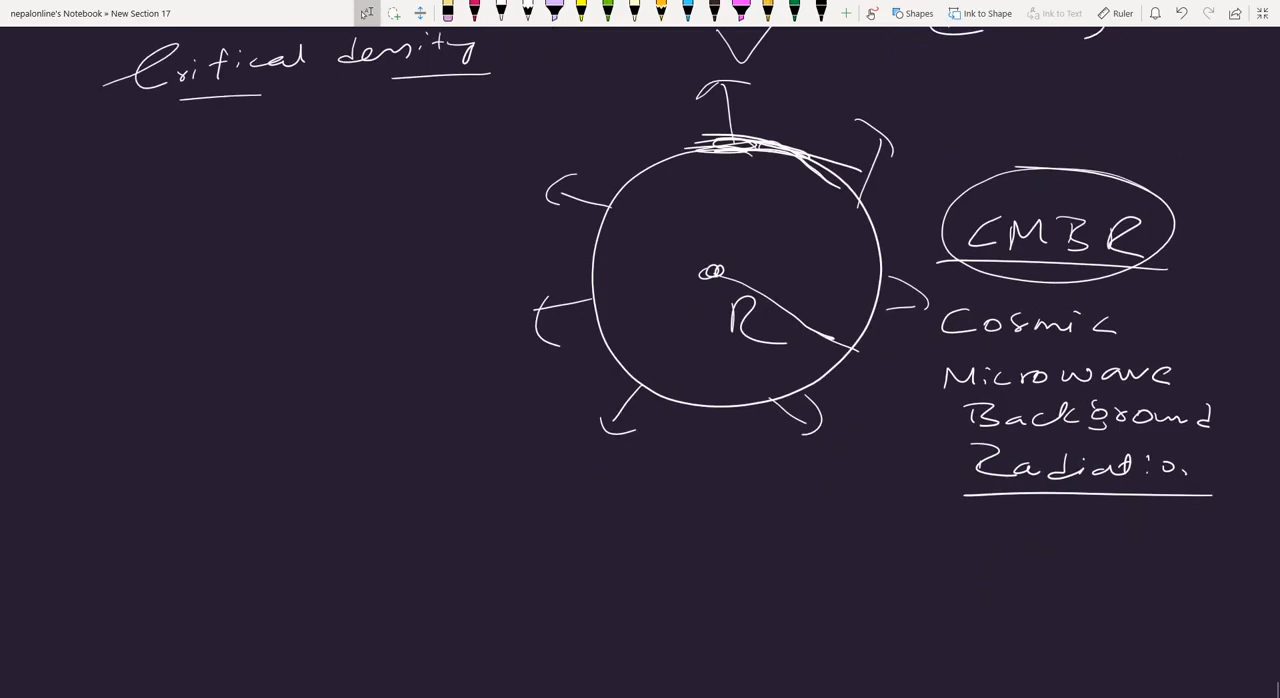 nepalonline's Notebook » New Section 17
Shapes
Ink to Shape
Ink to Text
Ruler
Critical density
R
CMBR
Cosmic
Microwave
Background
Radiation